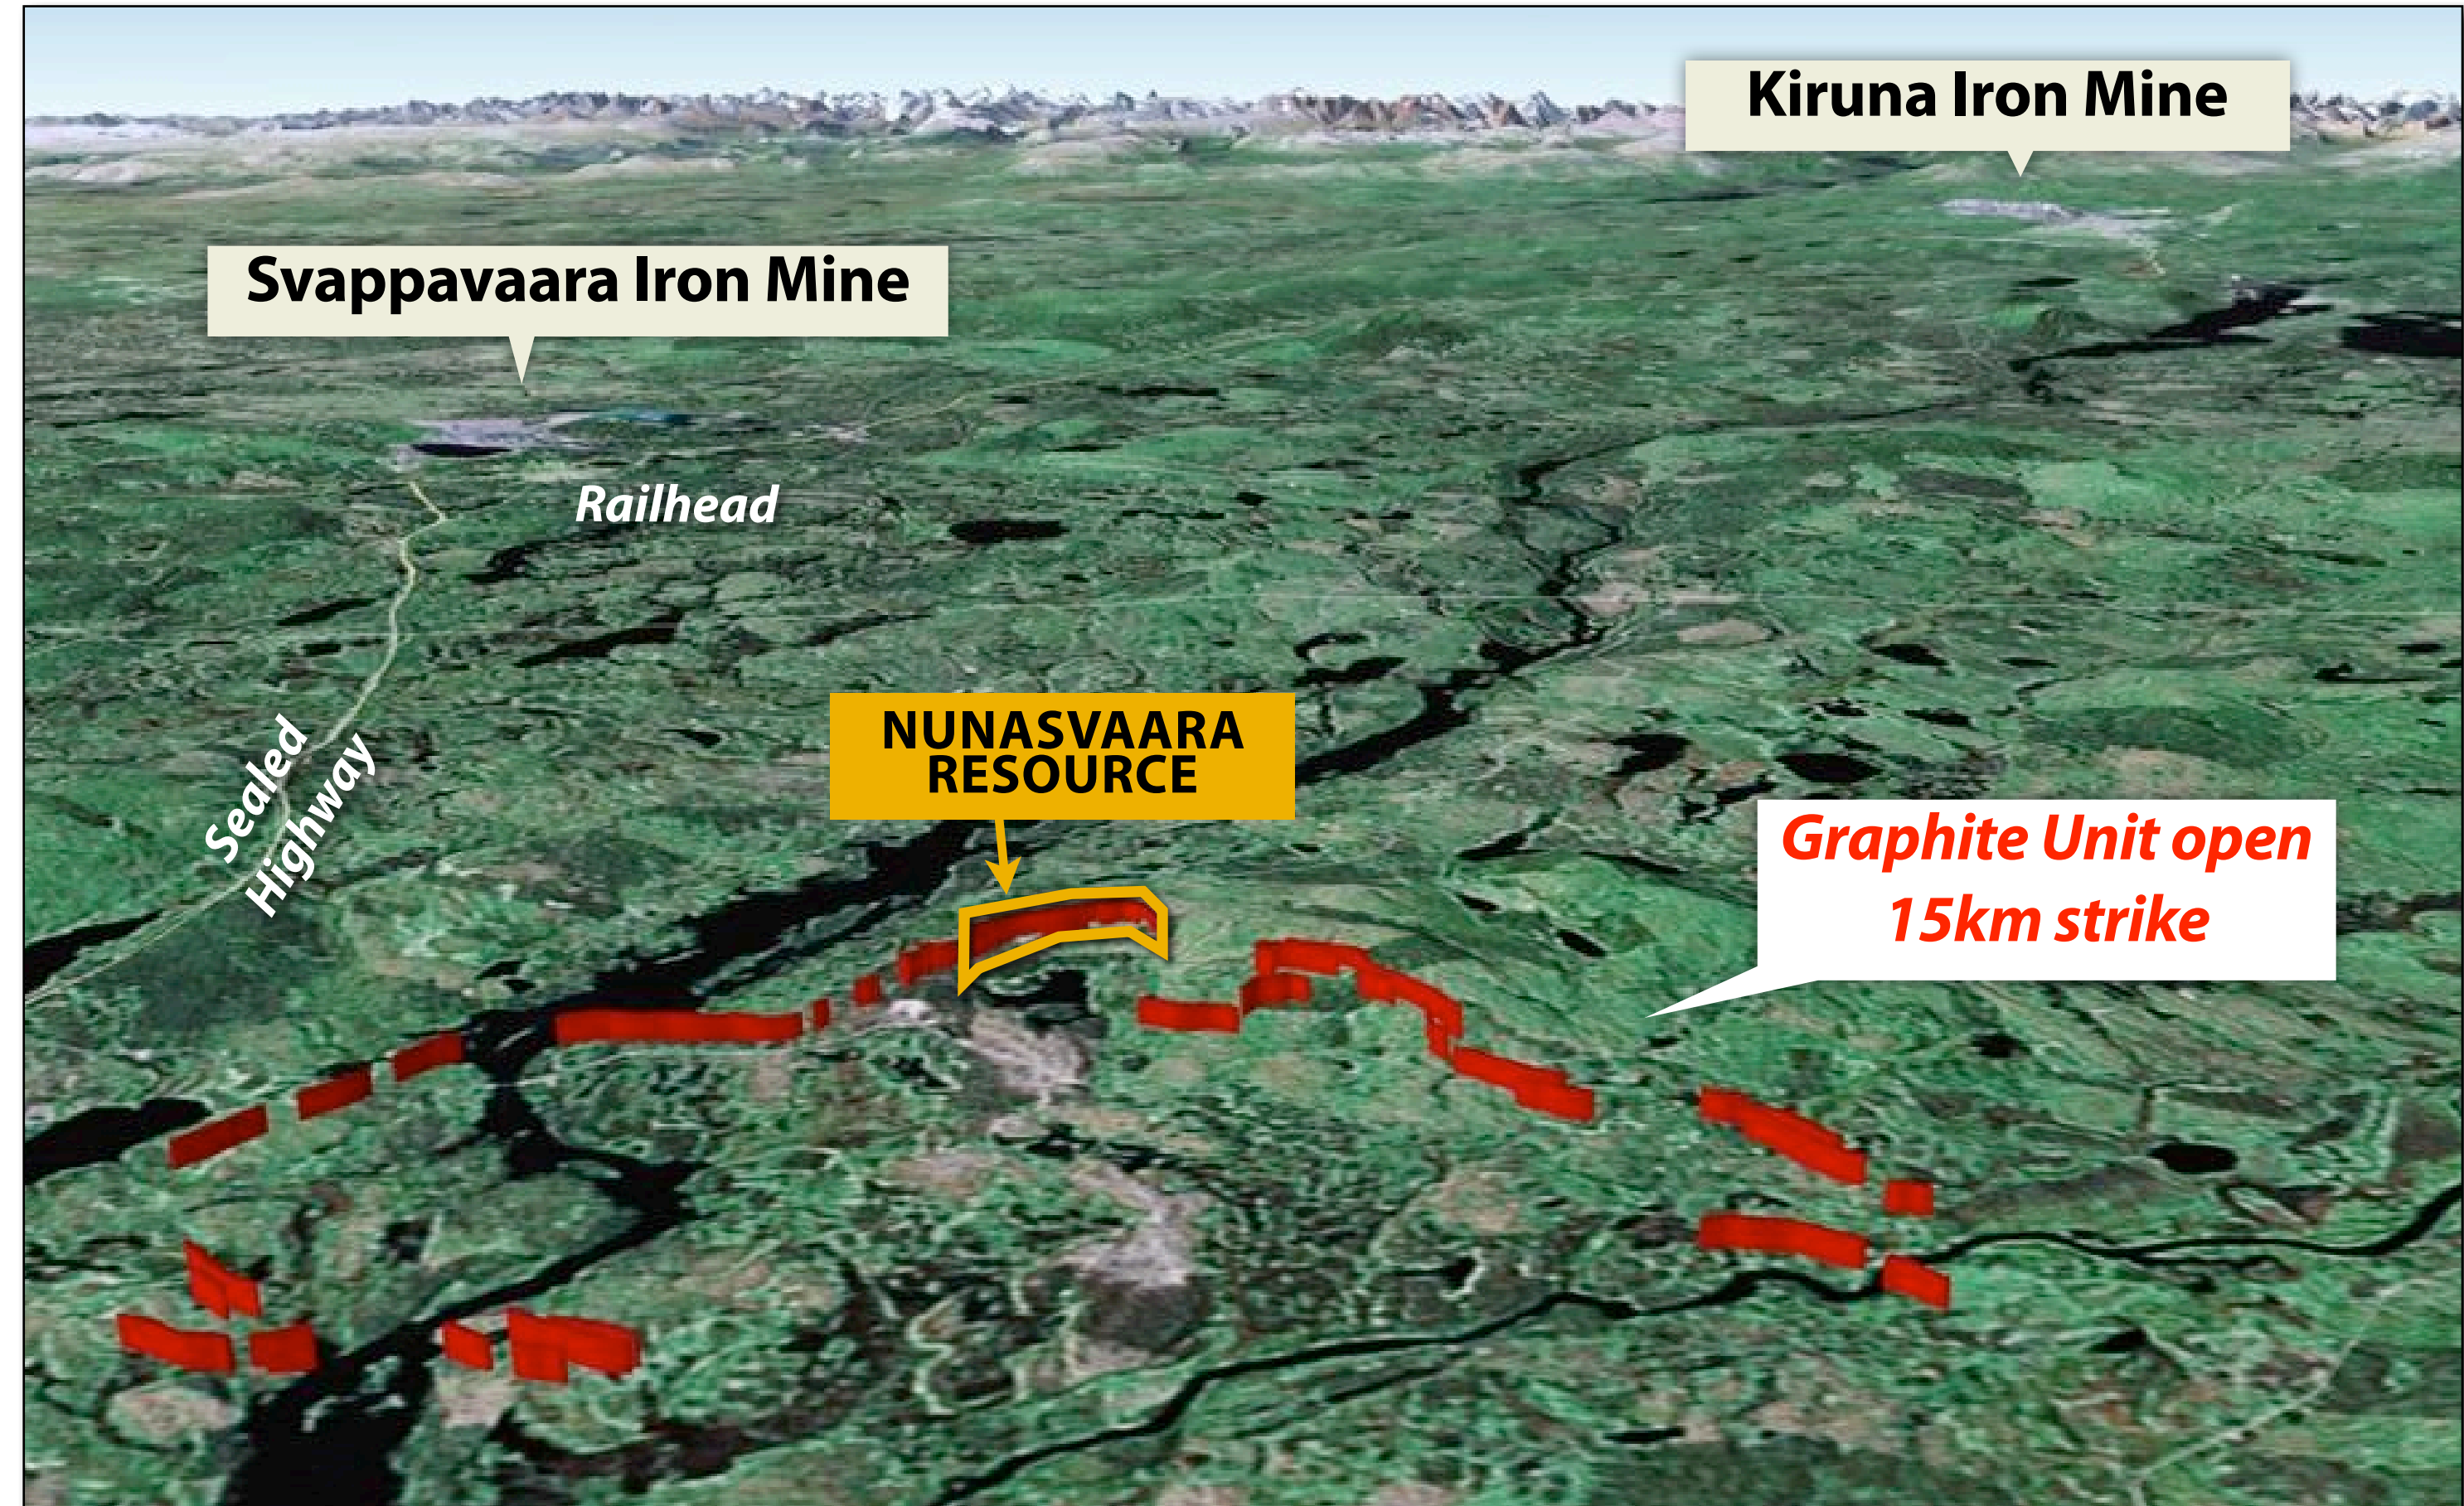 Kiruna Iron Mine
Svappavaara Iron Mine
Railhead
Sealed
Highway
NUNASVAARA
RESOURCE
Graphite Unit open
15km strike